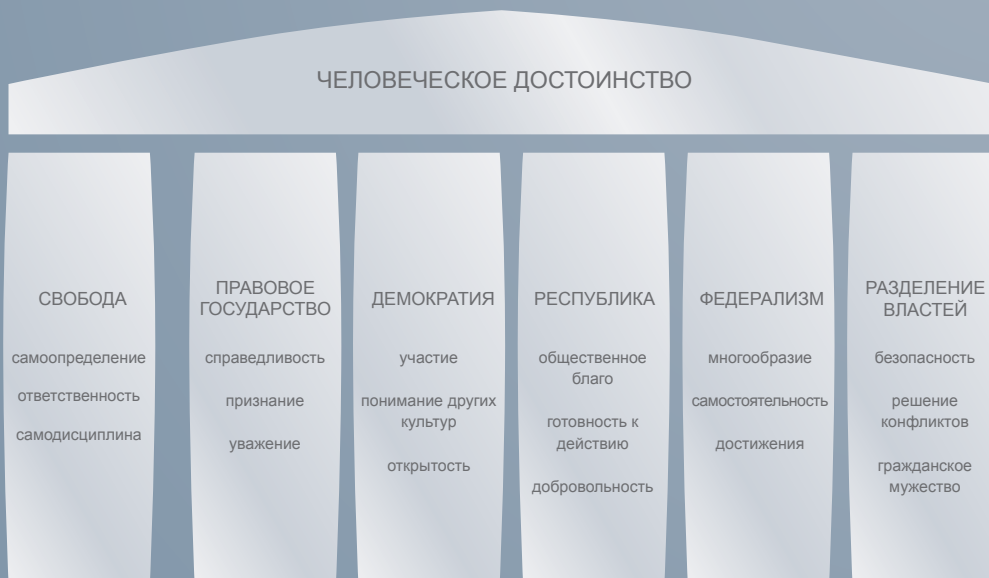 ЧЕЛОВЕЧЕСКОЕ ДОСТОИНСТВО
СВОБОДА
самоопределение
ответственность
самодисциплина
ПРАВОВОЕ
ГОСУДАРСТВО
справедливость
признание
уважение
ДЕМОКРАТИЯ
участие
понимание других
культур
открытость
РЕСПУБЛИКА
общественное
благо
готовность к
действию
добровольность
ФЕДЕРАЛИЗМ
многообразие
самостоятельность
достижения
РАЗДЕЛЕНИЕ
ВЛАСТЕЙ
безопасность
решение
конфликтов
гражданское
мужество